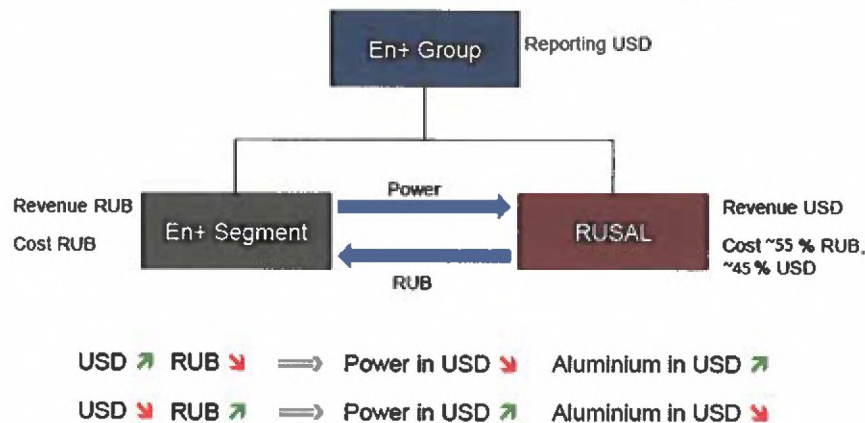 En+ Group
Reporting USD
Power
Revenue RUB
Cost RUB
En+ Segment
RUSAL
Revenue USD
Cost ~55 % RUB,
~45 % USD
RUB
USD ↗ RUB ↘ ⇒ Power in USD ↘ Aluminium in USD ↗
USD ↘ RUB ↗ ⇒ Power in USD ↗ Aluminium in USD ↘